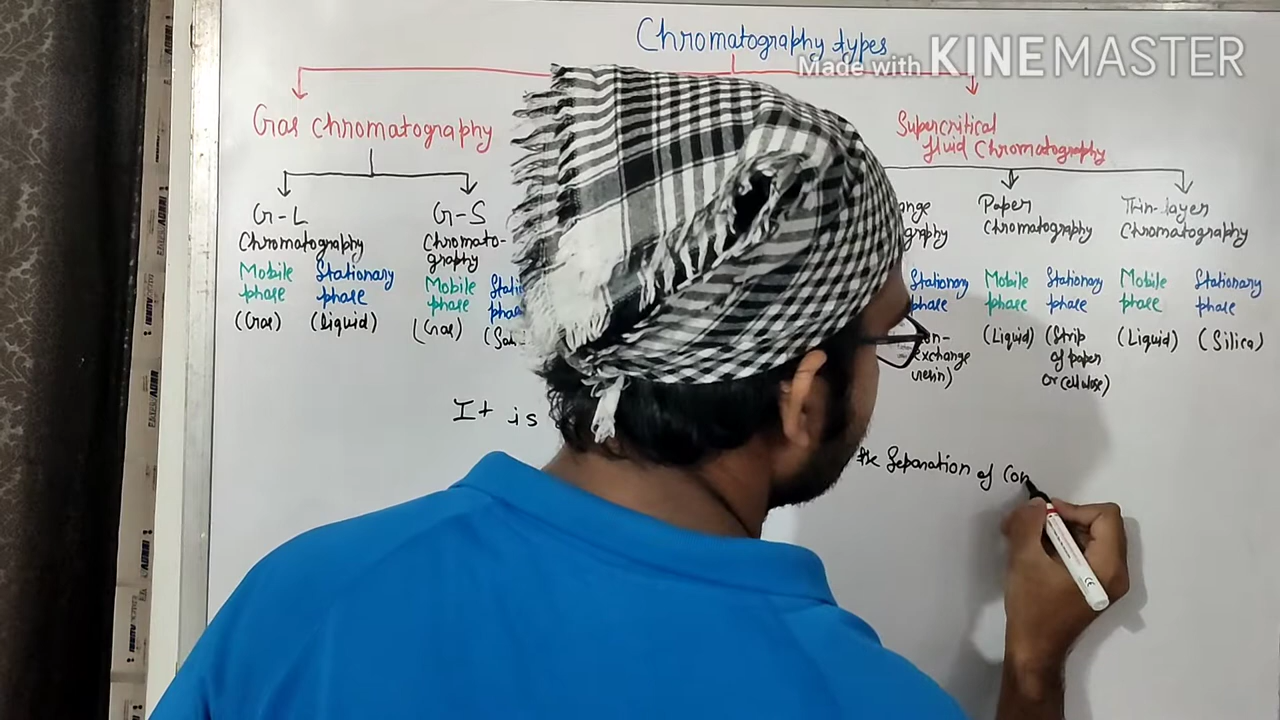 Chromatography types
Made with KINEMASTER
Gas chromatography
Supercritical
fluid Chromatography
G-L
Chromatography
Mobile phase
Stationary phase
(Gas)
(Liquid)
G-S
Chromato-
graphy
Mobile phase
(Gas)
Stationary
phase
Paper
Chromatography
Mobile phase
Stationary phase
(Liquid)
(Strip
of paper
or cellulose)
Thin-layer
Chromatography
Mobile phase
Stationary phase
(Liquid)
(Silica)
exchange
resin)
It is
the Separation of Com